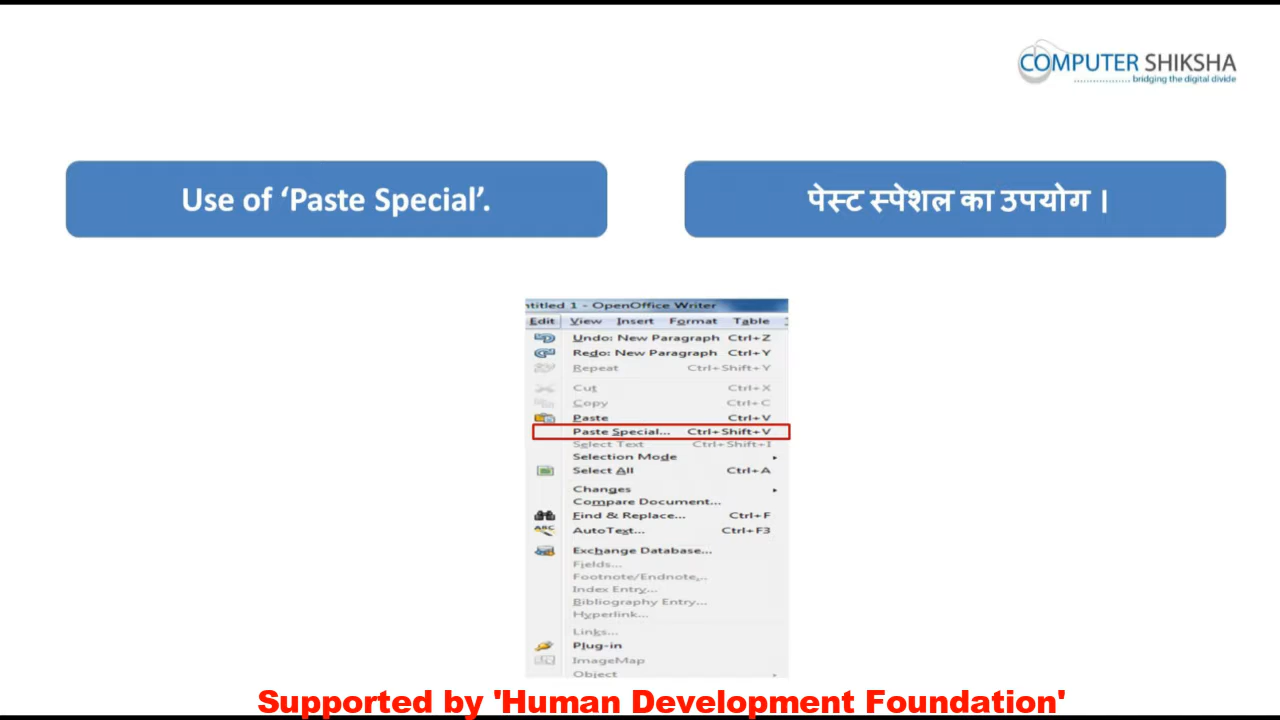 COMPUTER SHIKSHA
bridging the digital divide
Use of ‘Paste Special’.
पेस्ट स्पेशल का उपयोग ।
ntitled 1 - OpenOffice Writer
Edit View Insert Format Table
Undo: New Paragraph Ctrl+Z
Redo: New Paragraph Ctrl+Y
Repeat Ctrl+Shift+Y
Cut Ctrl+X
Copy Ctrl+C
Paste Ctrl+V
Paste Special... Ctrl+Shift+V
Select Text Ctrl+Shift+I
Selection Mode
Select All Ctrl+A
Changes
Compare Document...
Find & Replace... Ctrl+F
AutoText... Ctrl+F3
Exchange Database...
Fields...
Footnote/Endnote...
Index Entry...
Bibliography Entry...
Hyperlink...
Links...
Plug-in
ImageMap
Object
Supported by 'Human Development Foundation'